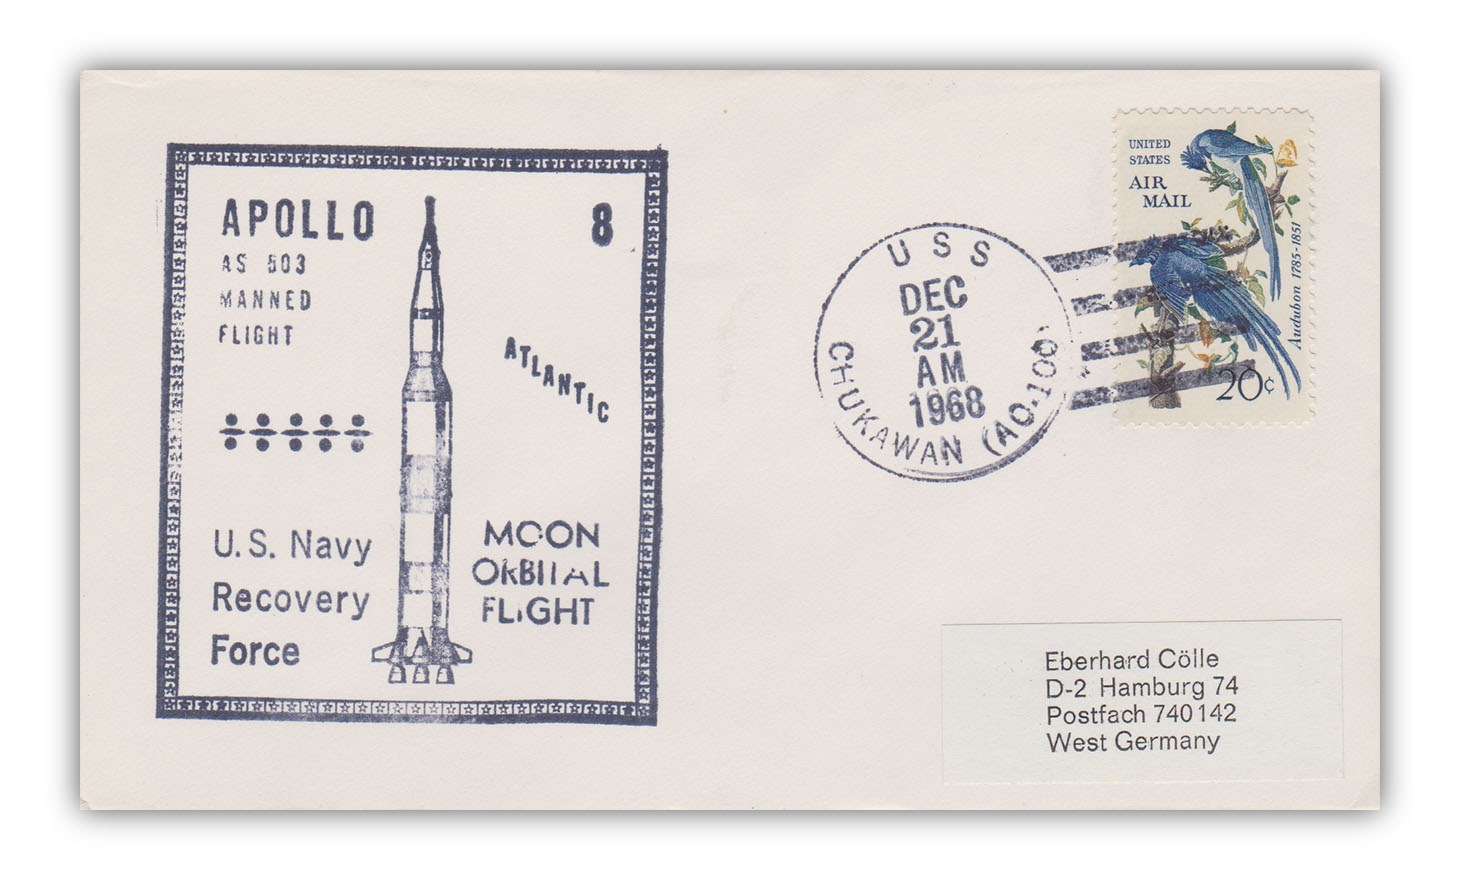 APOLLO 8
AS 503
MANNED
FLIGHT
ATLANTIC
U.S. Navy
Recovery
Force
MOON
ORBITAL
FLIGHT
USS
CHUKAWAN (AO.100)
DEC
21
AM
1968
UNITED
STATES
AIR
MAIL
Audubon 1785-1851
20¢
Eberhard Cölle
D-2 Hamburg 74
Postfach 740142
West Germany